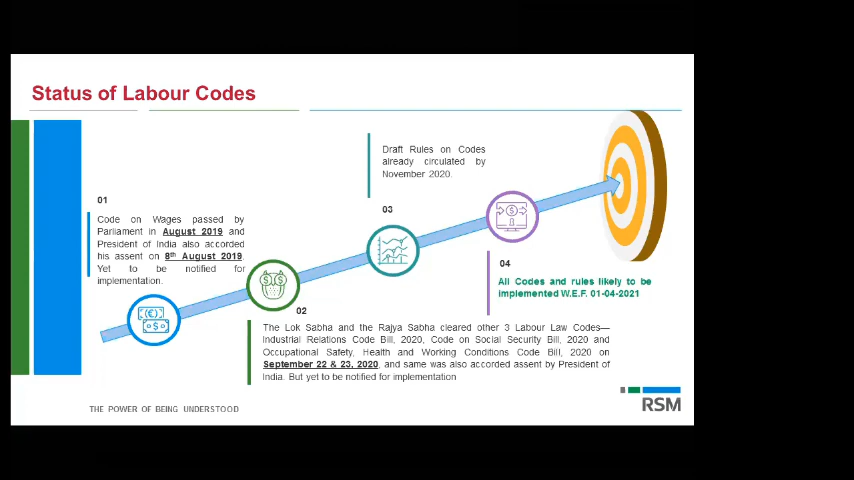 Status of Labour Codes
01
Code on Wages passed by
Parliament in August 2019 and
President of India also accorded
his assent on 8th August 2019.
Yet to be notified for
implementation.
02
The Lok Sabha and the Rajya Sabha cleared other 3 Labour Law Codes—
Industrial Relations Code Bill, 2020, Code on Social Security Bill, 2020 and
Occupational Safety, Health and Working Conditions Code Bill, 2020 on
September 22 & 23, 2020, and same was also accorded assent by President of
India. But yet to be notified for implementation
Draft Rules on Codes
already circulated by
November 2020.
03
04
All Codes and rules likely to be
implemented W.E.F. 01-04-2021
THE POWER OF BEING UNDERSTOOD
RSM